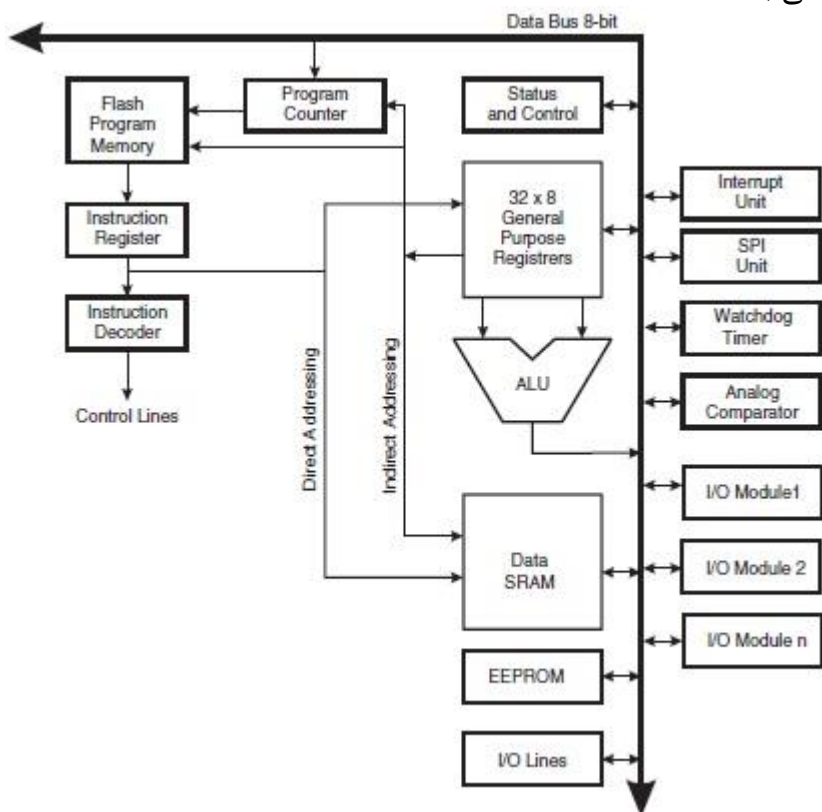 Data Bus 8-bit
Flash
Program
Memory
Program
Counter
Status
and Control
32 x 8
General
Purpose
Registrers
Interrupt
Unit
Instruction
Register
SPI
Unit
Instruction
Decoder
Watchdog
Timer
ALU
Analog
Comparator
Control Lines
Direct Addressing
Indirect Addressing
I/O Module1
Data
SRAM
I/O Module 2
I/O Module n
EEPROM
I/O Lines